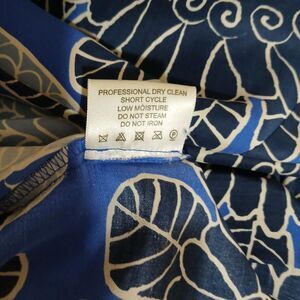 PROFESSIONAL DRY CLEAN
SHORT CYCLE
LOW MOISTURE
DO NOT STEAM
DO NOT IRON